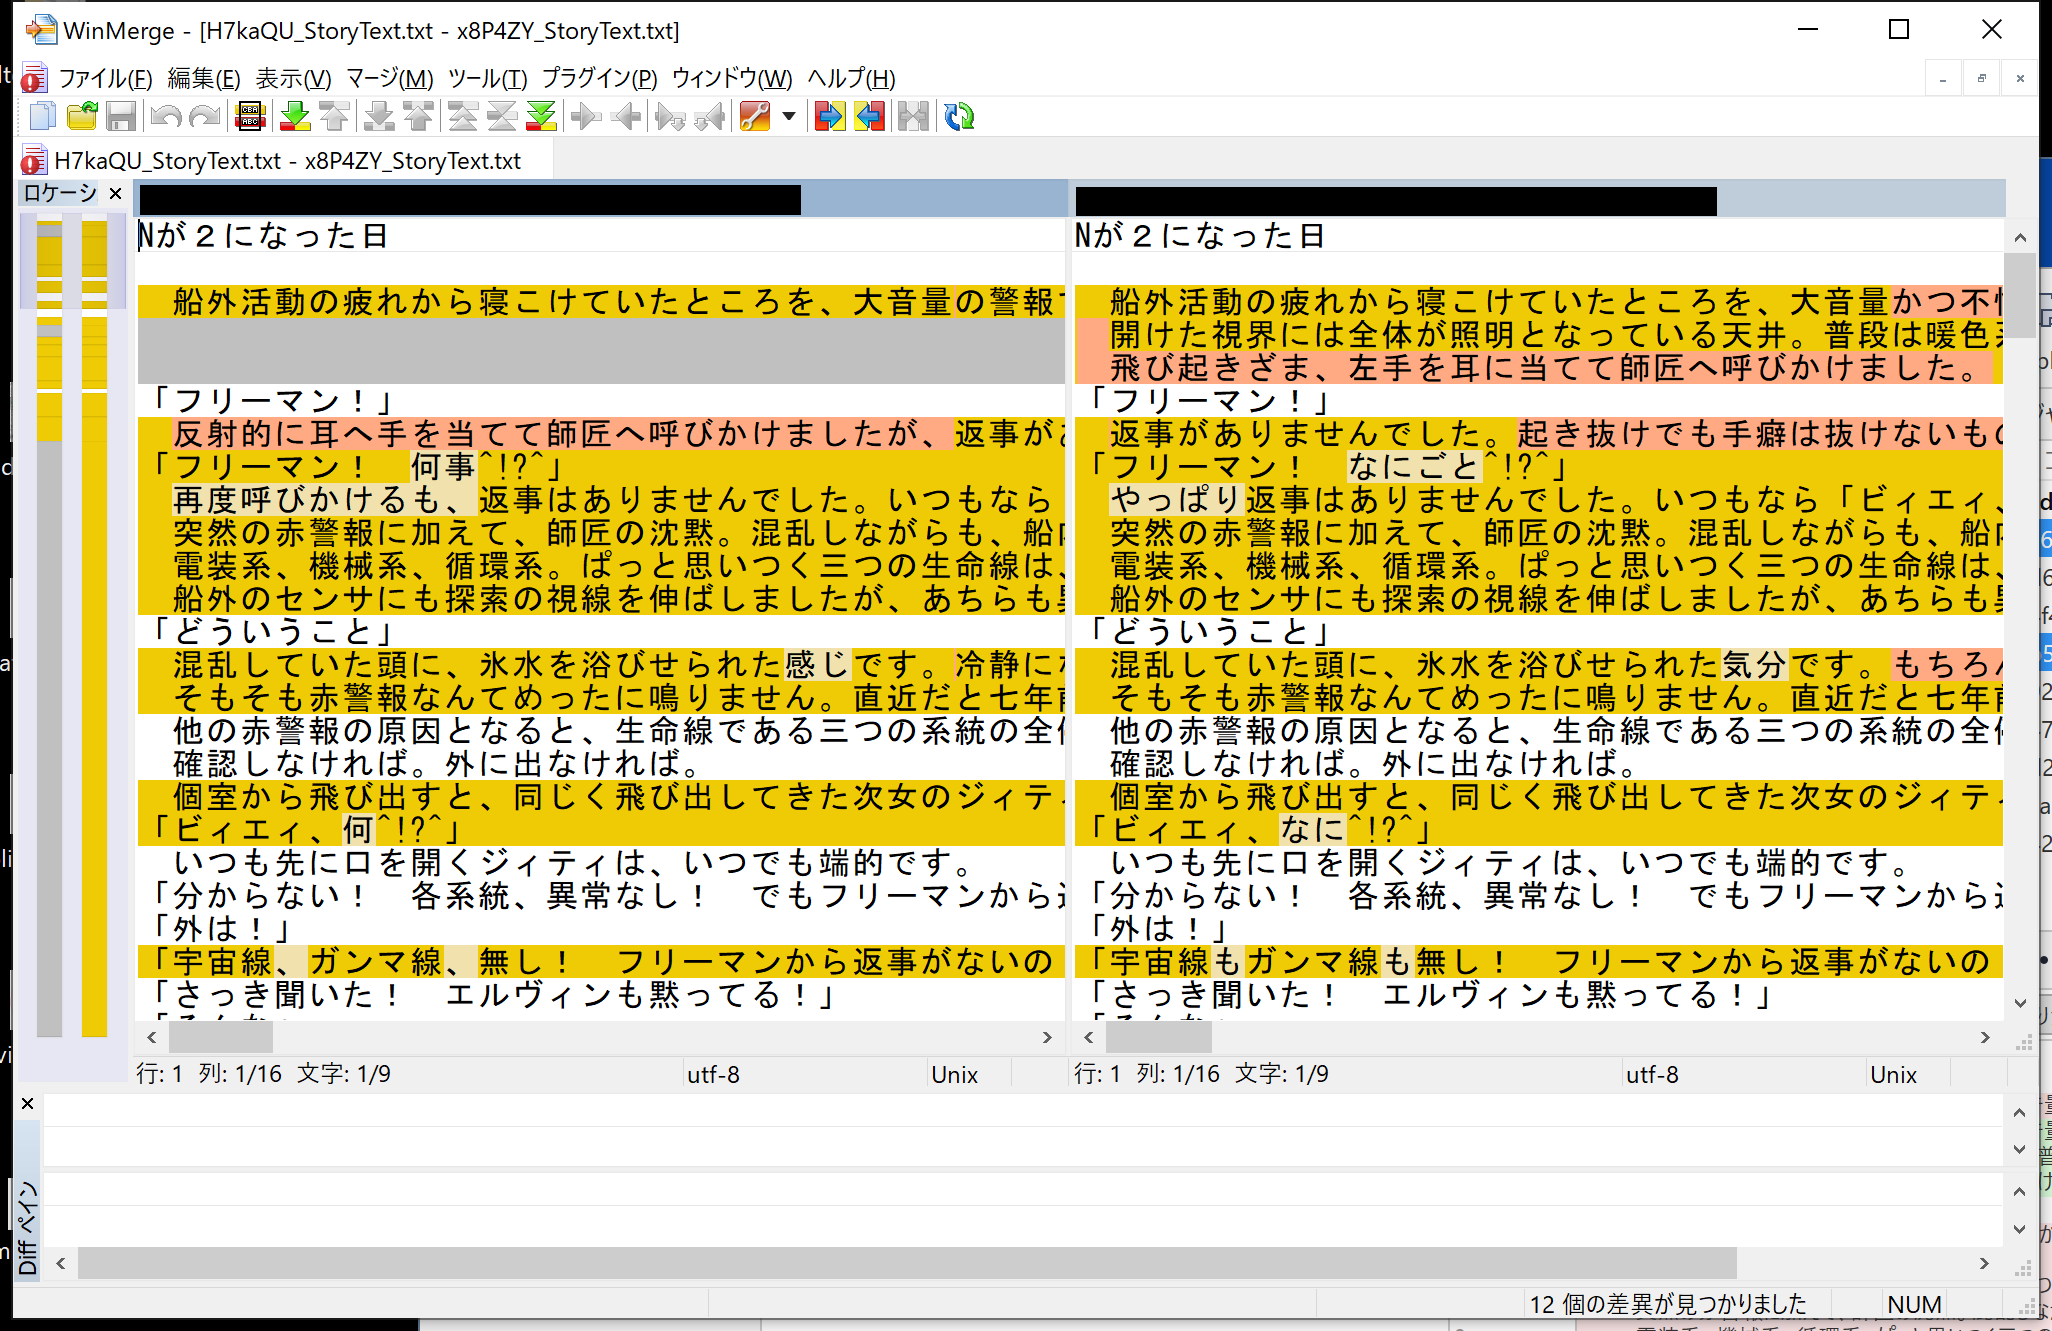 WinMerge - [H7kaQU_StoryText.txt - x8P4ZY_StoryText.txt]
ファイル(F) 編集(E) 表示(V) マージ(M) ツール(T) プラグイン(P) ウィンドウ(W) ヘルプ(H)
H7kaQU_StoryText.txt - x8P4ZY_StoryText.txt
ロケーシ
Nが２になった日
　船外活動の疲れから寝こけていたところを、大音量の警報
「フリーマン！」
　反射的に耳へ手を当てて師匠へ呼びかけましたが、返事が
「フリーマン！　何事^!?^」
　再度呼びかけるも、返事はありませんでした。いつもなら
　突然の赤警報に加えて、師匠の沈黙。混乱しながらも、船
　電装系、機械系、循環系。ぱっと思いつく三つの生命線は、
　船外のセンサにも探索の視線を伸ばしましたが、あちらも
「どういうこと」
　混乱していた頭に、氷水を浴びせられた感じです。冷静に
　そもそも赤警報なんてめったに鳴りません。直近だと七年
　他の赤警報の原因となると、生命線である三つの系統の全
　確認しなければ。外に出なければ。
　個室から飛び出すと、同じく飛び出してきた次女のジィティ
「ビィエィ、何^!?^」
　いつも先に口を開くジィティは、いつでも端的です。
「分からない！　各系統、異常なし！　でもフリーマンから
「外は！」
「宇宙線、ガンマ線、無し！　フリーマンから返事がないの
「さっき聞いた！　エルヴィンも黙ってる！」
行: 1 列: 1/16 文字: 1/9 utf-8 Unix
Nが２になった日
　船外活動の疲れから寝こけていたところを、大音量かつ不
　開けた視界には全体が照明となっている天井。普段は暖色
　飛び起きざま、左手を耳に当てて師匠へ呼びかけました。
「フリーマン！」
　返事がありませんでした。起き抜けでも手癖は抜けないも
「フリーマン！　なにごと^!?^」
　やっぱり返事はありませんでした。いつもなら「ビィエィ、
　突然の赤警報に加えて、師匠の沈黙。混乱しながらも、船
　電装系、機械系、循環系。ぱっと思いつく三つの生命線は、
　船外のセンサにも探索の視線を伸ばしましたが、あちらも
「どういうこと」
　混乱していた頭に、氷水を浴びせられた気分です。もちろ
　そもそも赤警報なんてめったに鳴りません。直近だと七年
　他の赤警報の原因となると、生命線である三つの系統の全
　確認しなければ。外に出なければ。
　個室から飛び出すと、同じく飛び出してきた次女のジィティ
「ビィエィ、なに^!?^」
　いつも先に口を開くジィティは、いつでも端的です。
「分からない！　各系統、異常なし！　でもフリーマンから
「外は！」
「宇宙線もガンマ線も無し！　フリーマンから返事がないの
「さっき聞いた！　エルヴィンも黙ってる！」
行: 1 列: 1/16 文字: 1/9 utf-8 Unix
Diff ペイン
12 個の差異が見つかりました NUM